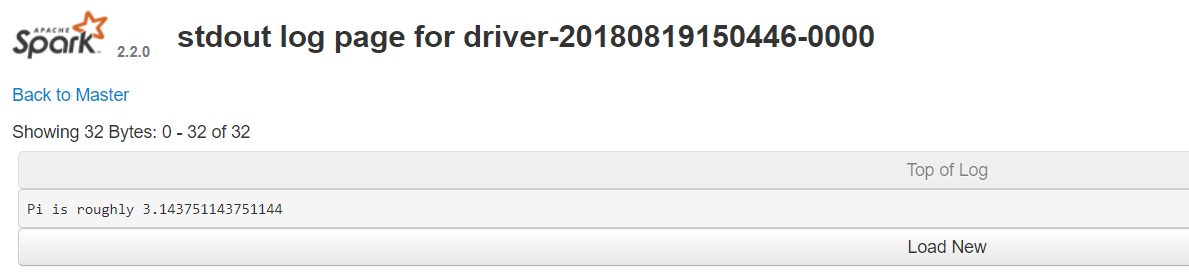 APACHE
Spark 2.2.0 stdout log page for driver-20180819150446-0000
Back to Master
Showing 32 Bytes: 0 - 32 of 32
Top of Log
Pi is roughly 3.143751143751144
Load New